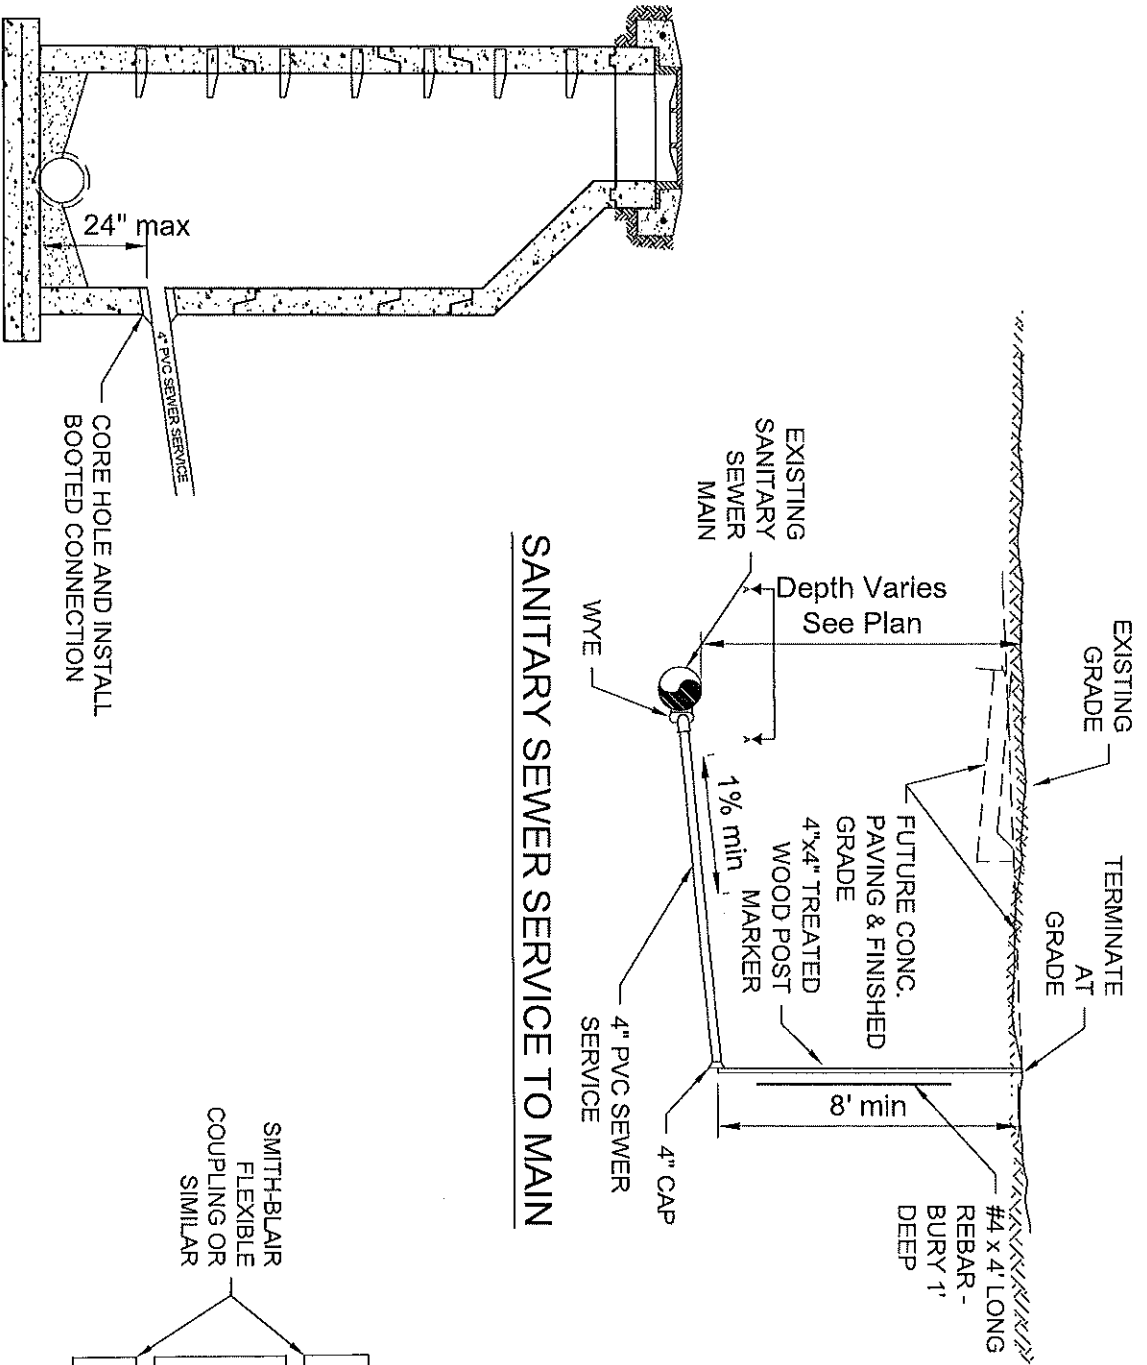 EXISTING
GRADE
TERMINATE
AT
GRADE
#4 x 4' LONG
REBAR -
BURY 1'
DEEP
FUTURE CONC.
PAVING & FINISHED
GRADE
4"x4" TREATED
WOOD POST
MARKER
8' min
Depth Varies
See Plan
EXISTING
SANITARY
SEWER
MAIN
1% min
WYE
4" PVC SEWER
SERVICE
4" CAP
SANITARY SEWER SERVICE TO MAIN
24" max
4" PVC SEWER SERVICE
CORE HOLE AND INSTALL
BOOTED CONNECTION
SMITH-BLAIR
FLEXIBLE
COUPLING OR
SIMILAR